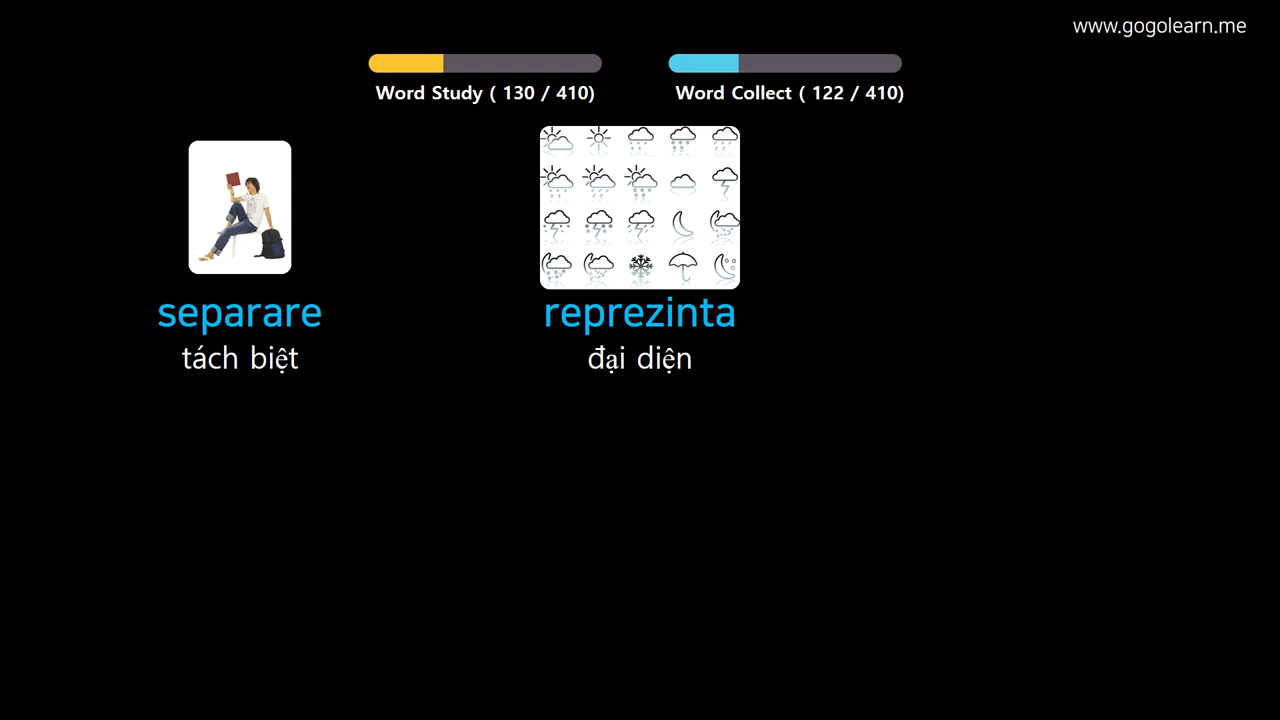 www.gogolearn.me
Word Study ( 130 / 410)
Word Collect ( 122 / 410)
separare
tách biệt
reprezinta
đại diện